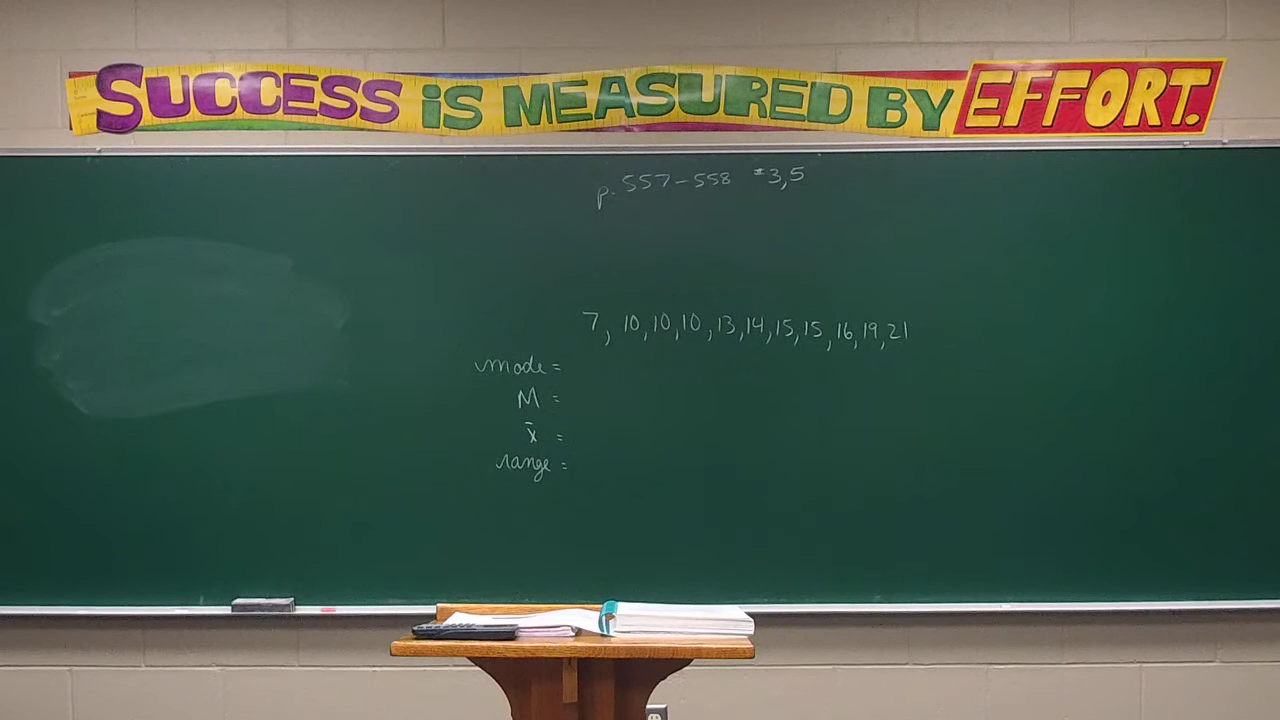 SUCCESS iS MEASURED BY EFFORT.
p. 557-558 #3,5
7, 10, 10, 10, 13, 14, 15, 15, 16, 19, 21
mode =
M =
x̄ =
range =